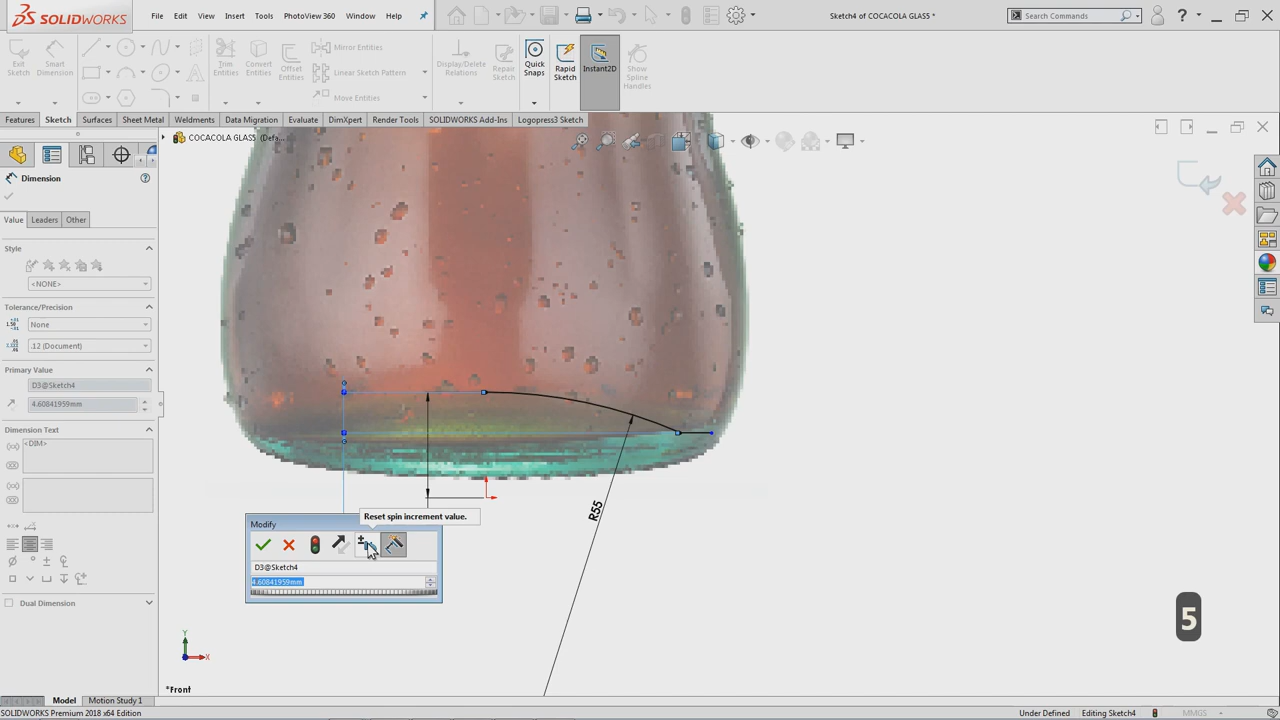 SOLIDWORKS
File Edit View Insert Tools PhotoView 360 Window Help
Sketch4 of COCACOLA GLASS *
Search Commands
Exit Sketch
Smart Dimension
Trim Entities
Convert Entities
Offset Entities
Mirror Entities
Linear Sketch Pattern
Move Entities
Display/Delete Relations
Repair Sketch
Quick Snaps
Rapid Sketch
Instant2D
Show Spline Handles
Features Sketch Surfaces Sheet Metal Weldments Data Migration Evaluate DimXpert Render Tools SOLIDWORKS Add-Ins Logopress3 Sketch
COCACOLA GLASS (Defa...
Dimension
Value Leaders Other
Style
<NONE>
Tolerance/Precision
None
.12 (Document)
Primary Value
D3@Sketch4
4.60841959mm
Dimension Text
<DIM>
Dual Dimension
R55
Reset spin increment value.
Modify
D3@Sketch4
4.60841959mm
5
Y
X
*Front
Model Motion Study 1
SOLIDWORKS Premium 2018 x64 Edition
Under Defined Editing Sketch4 MMGS